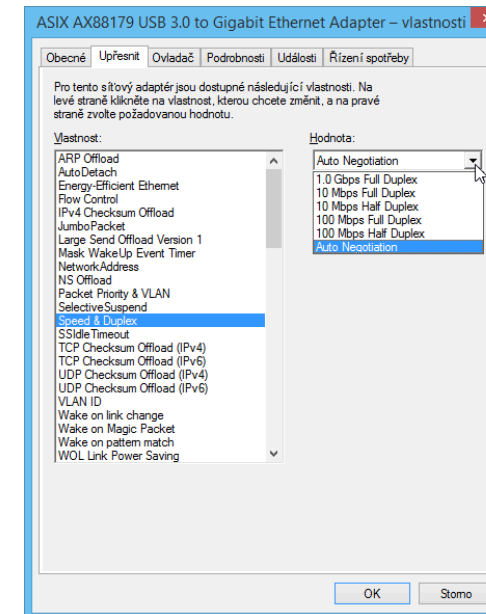 ASIX AX88179 USB 3.0 to Gigabit Ethernet Adapter – vlastnosti
Obecné Upřesnit Ovladač Podrobnosti Události Řízení spotřeby
Pro tento síťový adaptér jsou dostupné následující vlastnosti. Na
levé straně klikněte na vlastnost, kterou chcete změnit, a na pravé
straně zvolte požadovanou hodnotu.
Vlastnost:
ARP Offload
AutoDetach
Energy-Efficient Ethernet
Flow Control
IPv4 Checksum Offload
JumboPacket
Large Send Offload Version 1
Mask WakeUp Event Timer
NetworkAddress
NS Offload
Packet Priority & VLAN
SelectiveSuspend
Speed & Duplex
SSIdleTimeout
TCP Checksum Offload (IPv4)
TCP Checksum Offload (IPv6)
UDP Checksum Offload (IPv4)
UDP Checksum Offload (IPv6)
VLAN ID
Wake on link change
Wake on Magic Packet
Wake on pattern match
WOL Link Power Saving
Hodnota:
Auto Negotiation
1.0 Gbps Full Duplex
10 Mbps Full Duplex
10 Mbps Half Duplex
100 Mbps Full Duplex
100 Mbps Half Duplex
Auto Negotiation
OK
Storno